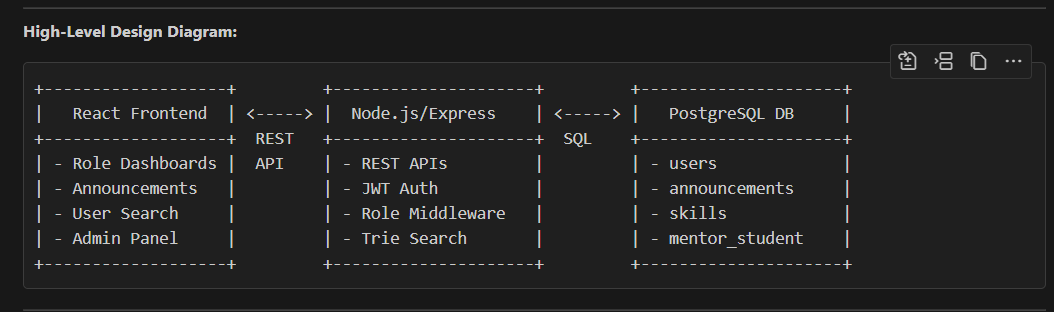 High-Level Design Diagram:
+--------------------+         +----------------------+         +----------------------+
|   React Frontend  | <-----> |  Node.js/Express    | <-----> |   PostgreSQL DB     |
+--------------------+  REST   +----------------------+  SQL    +----------------------+
| - Role Dashboards |  API    | - REST APIs         |         | - users             |
| - Announcements   |         | - JWT Auth          |         | - announcements     |
| - User Search     |         | - Role Middleware   |         | - skills            |
| - Admin Panel     |         | - Trie Search       |         | - mentor_student    |
+--------------------+         +----------------------+         +----------------------+